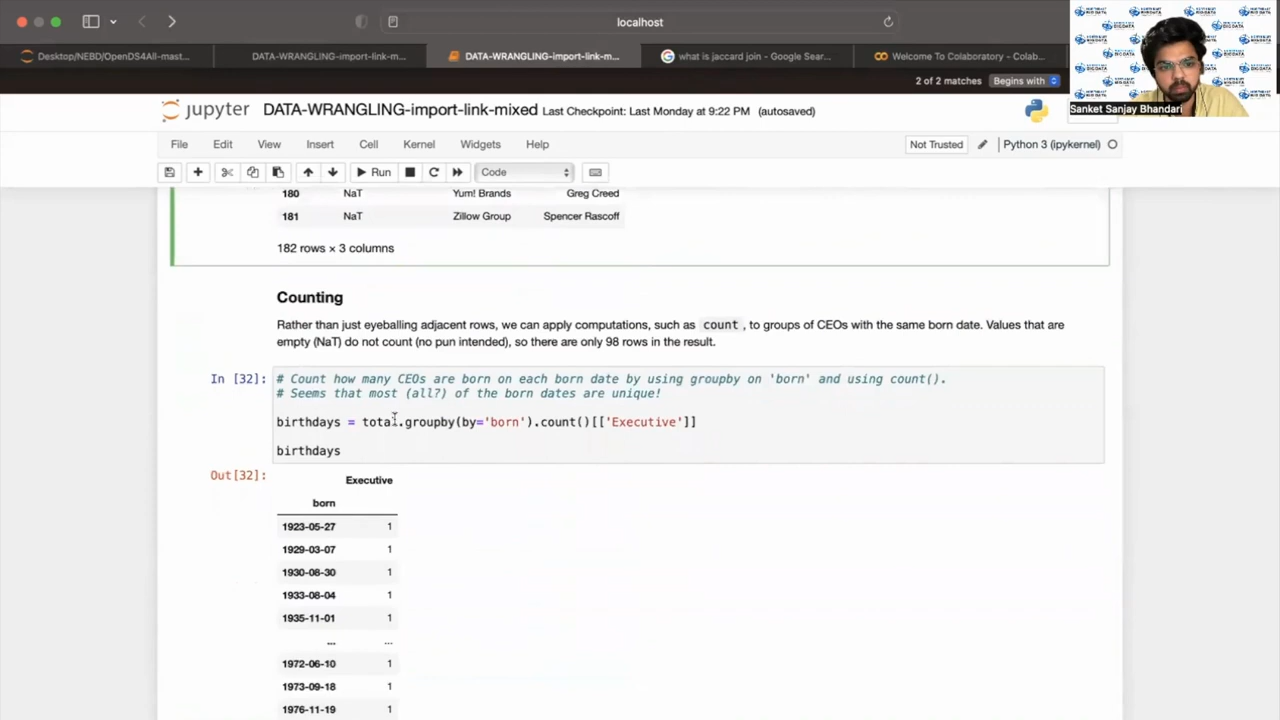 localhost
Desktop/NEBD/OpenDS4All-mast...
DATA-WRANGLING-import-link-m...
DATA-WRANGLING-import-link-m...
what is jaccard join - Google Sear...
Welcome To Colaboratory - Colab...
2 of 2 matches
Begins with
Sanket Sanjay Bhandari
jupyter DATA-WRANGLING-import-link-mixed Last Checkpoint: Last Monday at 9:22 PM (autosaved)
File Edit View Insert Cell Kernel Widgets Help
Not Trusted
Python 3 (ipykernel)
Run
Code
180 NaT Yum! Brands Greg Creed
181 NaT Zillow Group Spencer Rascoff
182 rows × 3 columns
Counting
Rather than just eyeballing adjacent rows, we can apply computations, such as count , to groups of CEOs with the same born date. Values that are
empty (NaT) do not count (no pun intended), so there are only 98 rows in the result.
In [32]: # Count how many CEOs are born on each born date by using groupby on 'born' and using count().
# Seems that most (all?) of the born dates are unique!
birthdays = total.groupby(by='born').count()[['Executive']]
birthdays
Out[32]:
Executive
born
1923-05-27 1
1929-03-07 1
1930-08-30 1
1933-08-04 1
1935-11-01 1
... ...
1972-06-10 1
1973-09-18 1
1976-11-19 1